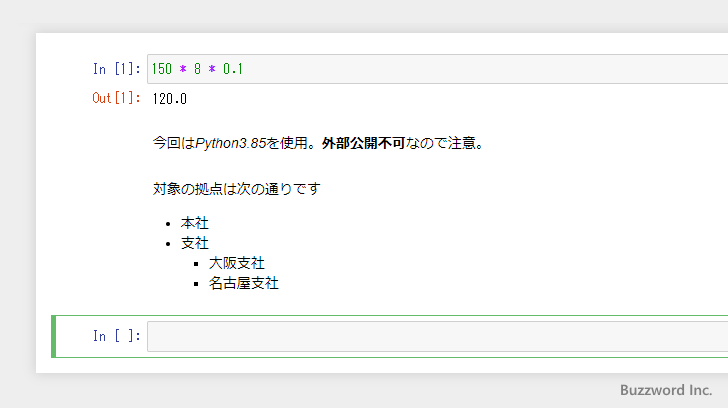 In [1]: 150 * 8 * 0.1
Out[1]: 120.0
今回はPython3.85を使用。外部公開不可なので注意。
対象の拠点は次の通りです
本社
支社
大阪支社
名古屋支社
In [ ]:
Buzzword Inc.